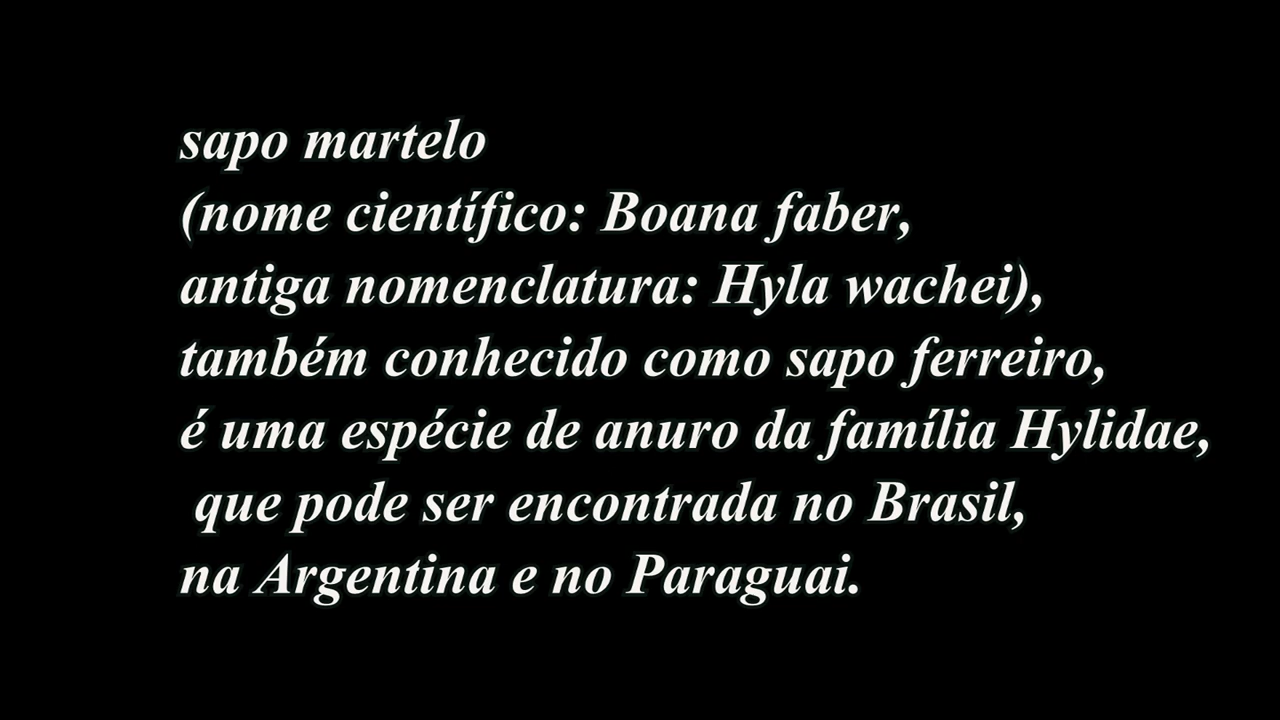 sapo martelo
(nome científico: Boana faber,
antiga nomenclatura: Hyla wachei),
também conhecido como sapo ferreiro,
é uma espécie de anuro da família Hylidae,
que pode ser encontrada no Brasil,
na Argentina e no Paraguai.